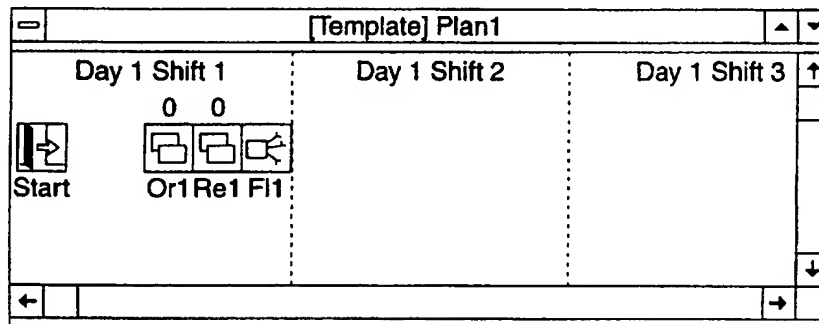 [Template] Plan1
Day 1 Shift 1 Day 1 Shift 2 Day 1 Shift 3
0 0
Start Or1 Re1 Fl1